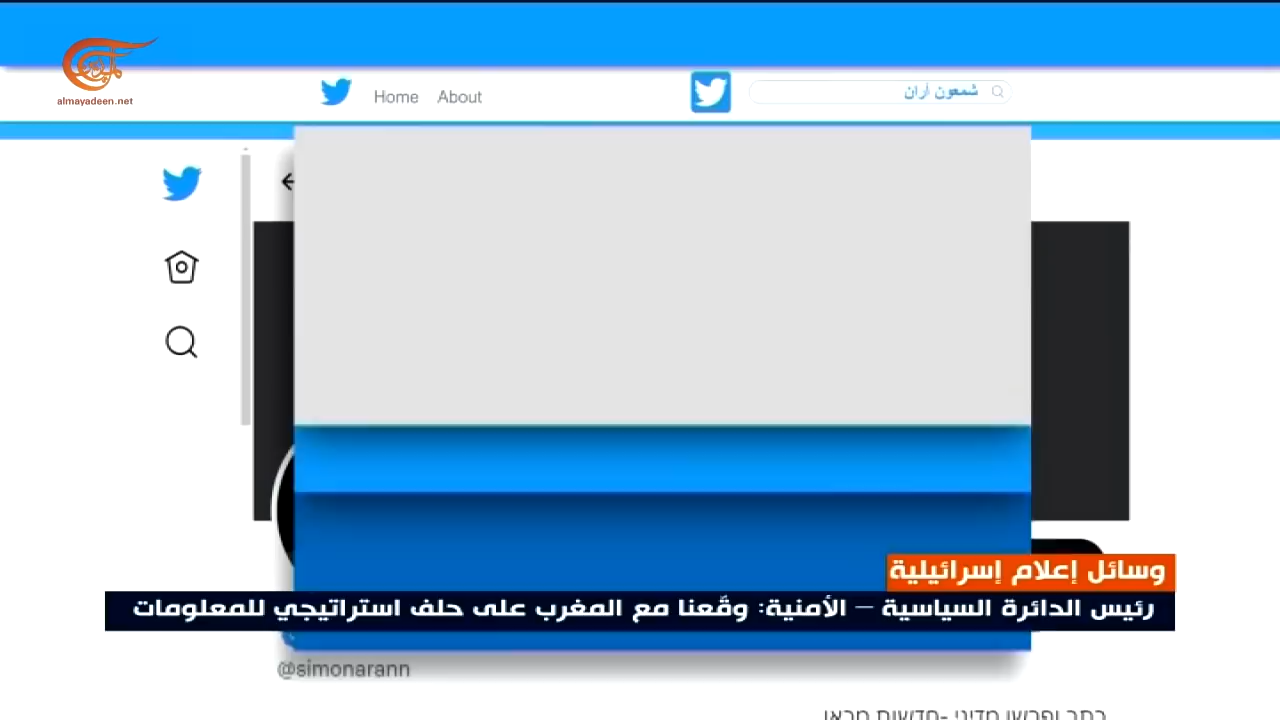 almayadeen.net
Home About
شمعون أران
وسائل إعلام إسرائيلية
رئيس الدائرة السياسية – الأمنية: وقّعنا مع المغرب على حلف استراتيجي للمعلومات
@simonarann